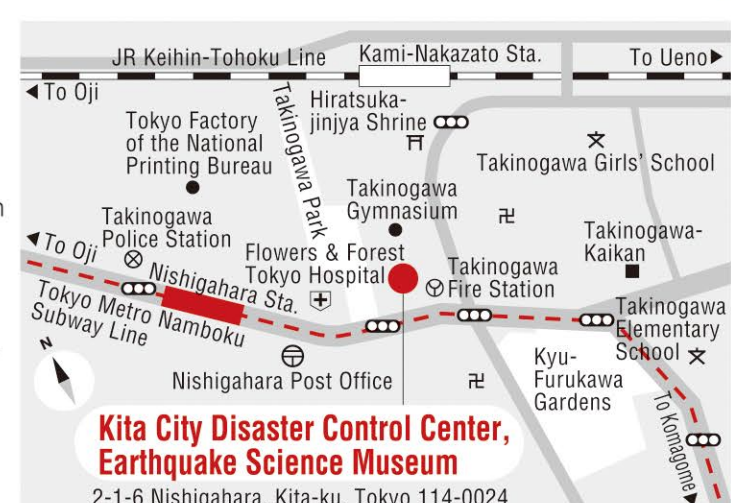 JR Keihin-Tohoku Line
Kami-Nakazato Sta.
To Ueno
To Oji
Takinogawa Park
Hiratsuka-
jinjya Shrine
Tokyo Factory
of the National
Printing Bureau
Takinogawa Girls' School
Takinogawa
Gymnasium
卍
Takinogawa
Police Station
Takinogawa-
Kaikan
To Oji
Flowers & Forest
Tokyo Hospital
Nishigahara Sta.
Takinogawa
Fire Station
Tokyo Metro Namboku
Subway Line
Takinogawa
Elementary
School
N
Kyu-
Furukawa
Gardens
Nishigahara Post Office
卍
To Komagome
Kita City Disaster Control Center,
Earthquake Science Museum
2-1-6 Nishigahara, Kita-ku, Tokyo 114-0024